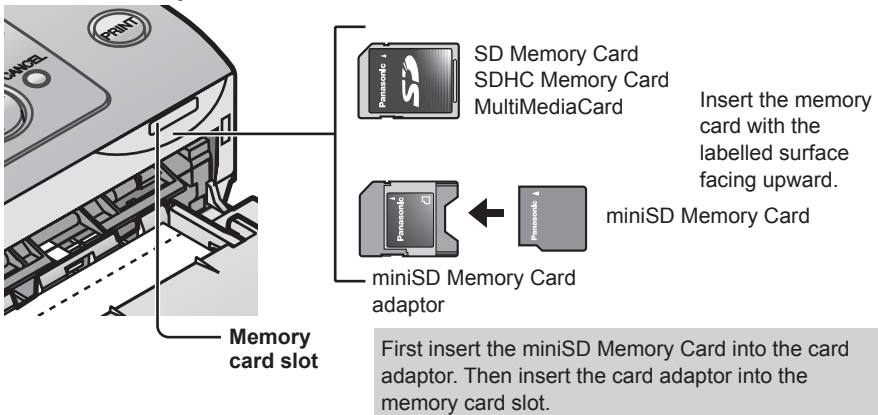 PRINT
CANCEL
Panasonic
SD
SD Memory Card
SDHC Memory Card
MultiMediaCard
Insert the memory
card with the
labelled surface
facing upward.
Panasonic
Panasonic
miniSD Memory Card
miniSD Memory Card
adaptor
Memory
card slot
First insert the miniSD Memory Card into the card
adaptor. Then insert the card adaptor into the
memory card slot.